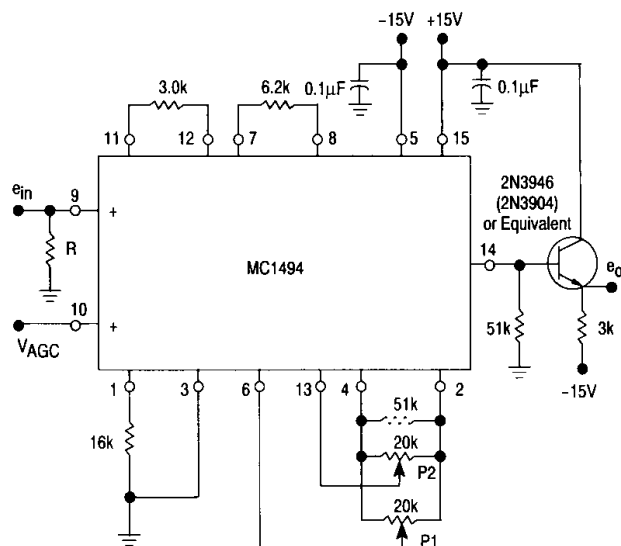 −15V +15V
3.0k 6.2k 0.1µF 0.1µF
11 12 7 8 5 15
2N3946
(2N3904)
or Equivalent
e_in 9 +
R
MC1494
14 e_o
10 +
V_AGC
51k 3k
−15V
1 3 6 13 4 2
51k
16k 20k P2
20k
P1